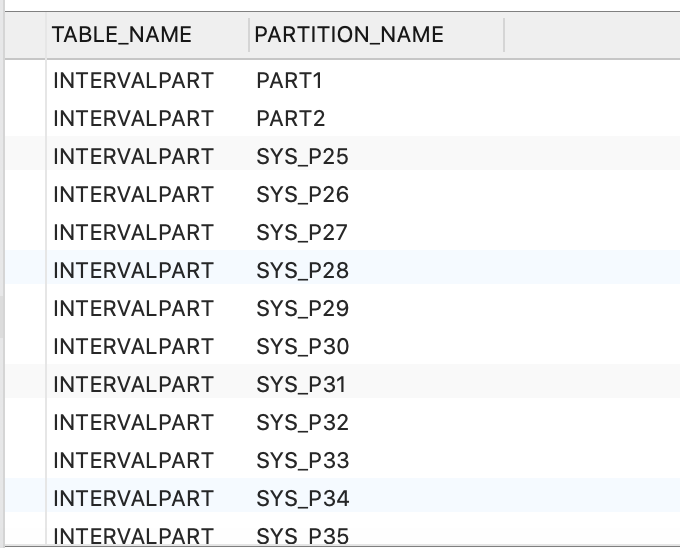 TABLE_NAME PARTITION_NAME
INTERVALPART PART1
INTERVALPART PART2
INTERVALPART SYS_P25
INTERVALPART SYS_P26
INTERVALPART SYS_P27
INTERVALPART SYS_P28
INTERVALPART SYS_P29
INTERVALPART SYS_P30
INTERVALPART SYS_P31
INTERVALPART SYS_P32
INTERVALPART SYS_P33
INTERVALPART SYS_P34
INTERVALPART SYS_P35